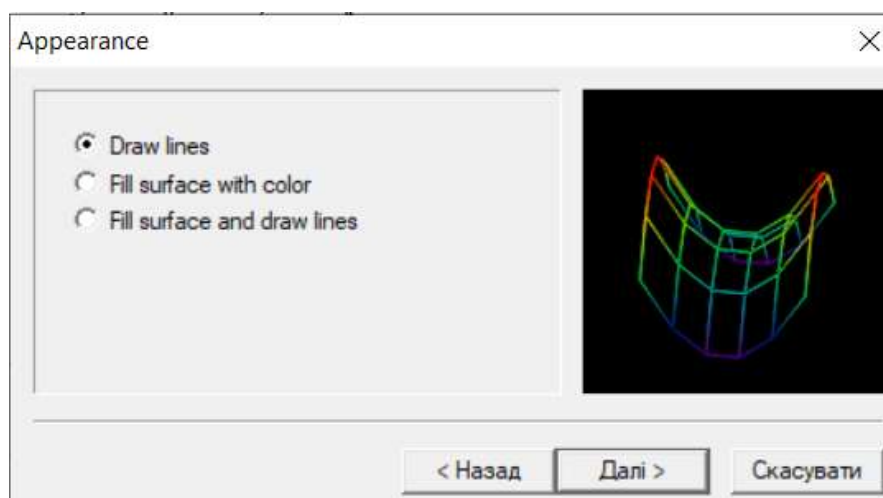 Appearance
Draw lines
Fill surface with color
Fill surface and draw lines
< Назад
Далі >
Скасувати